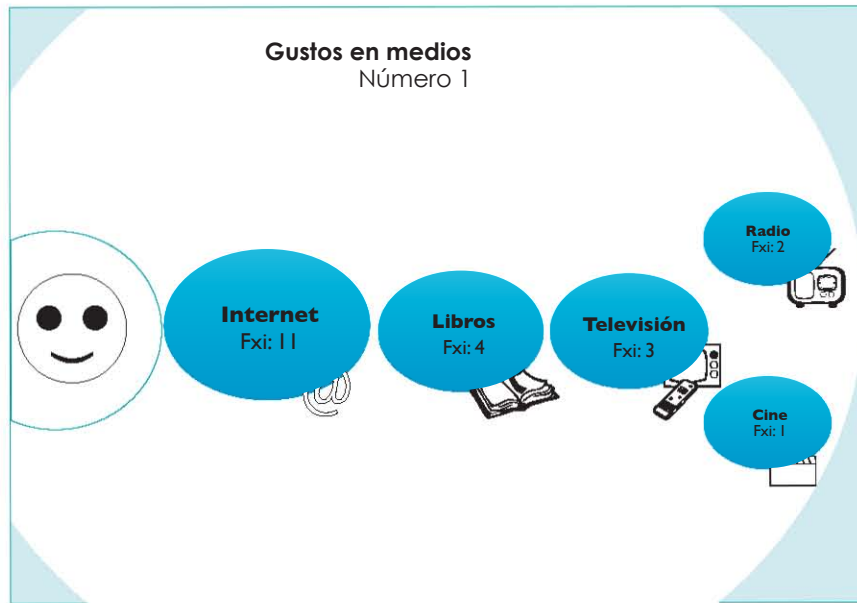 Gustos en medios
Número 1
Radio
Fxi: 2
Internet
Fxi: 11
Libros
Fxi: 4
Televisión
Fxi: 3
Cine
Fxi: 1
@